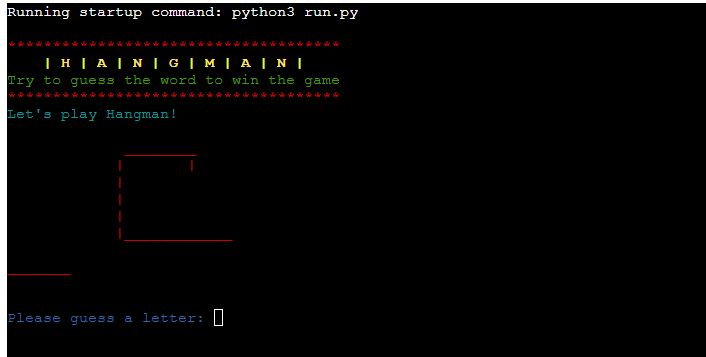 Running startup command: python3 run.py
*************************************
| H | A | N | G | M | A | N |
Try to guess the word to win the game
*************************************
Let's play Hangman!
Please guess a letter: